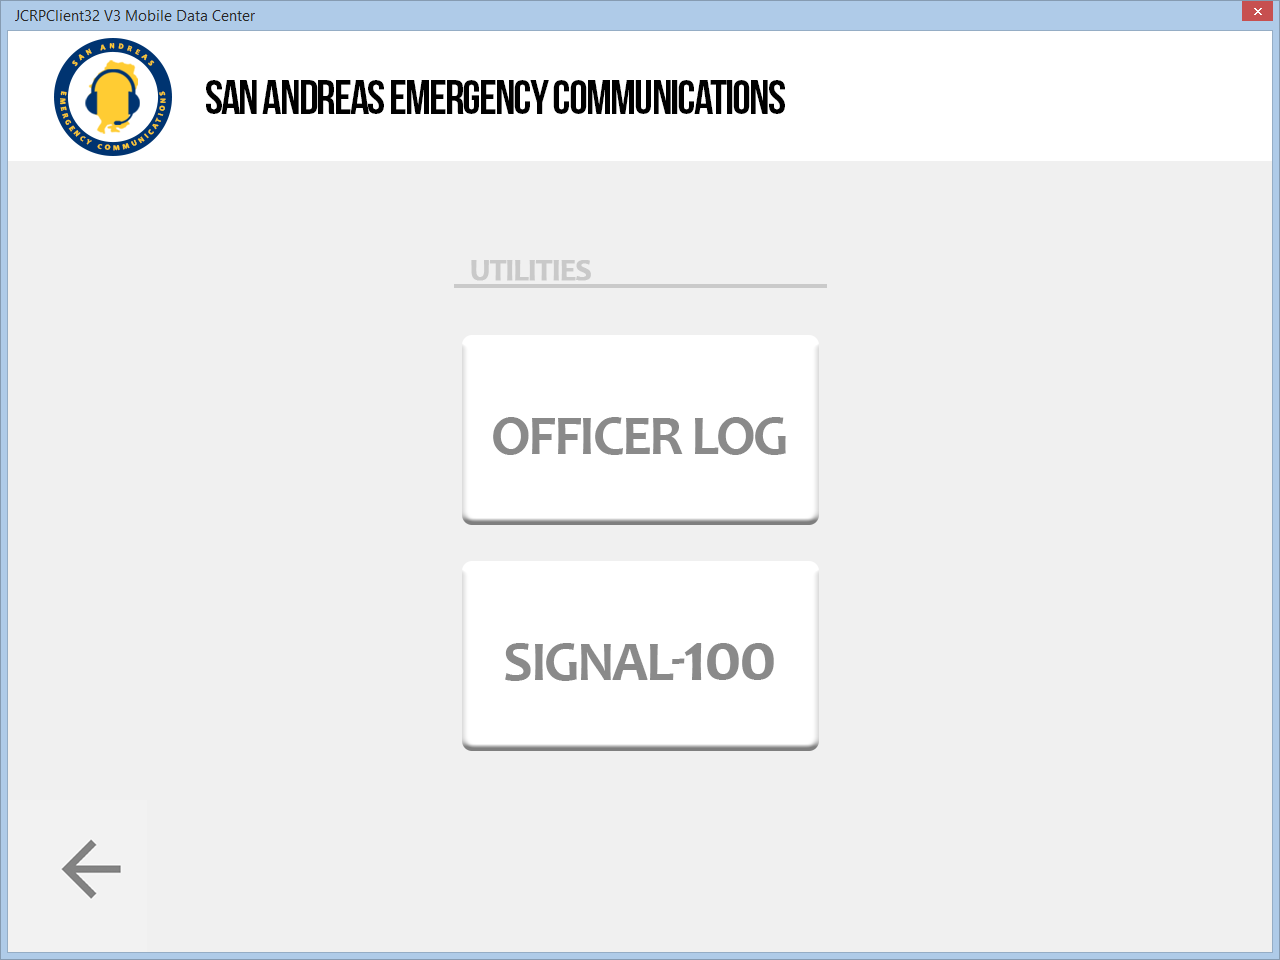 JCRPClient32 V3 Mobile Data Center
SAN ANDREAS
EMERGENCY COMMUNICATIONS
SAN ANDREAS EMERGENCY COMMUNICATIONS
UTILITIES
OFFICER LOG
SIGNAL-100